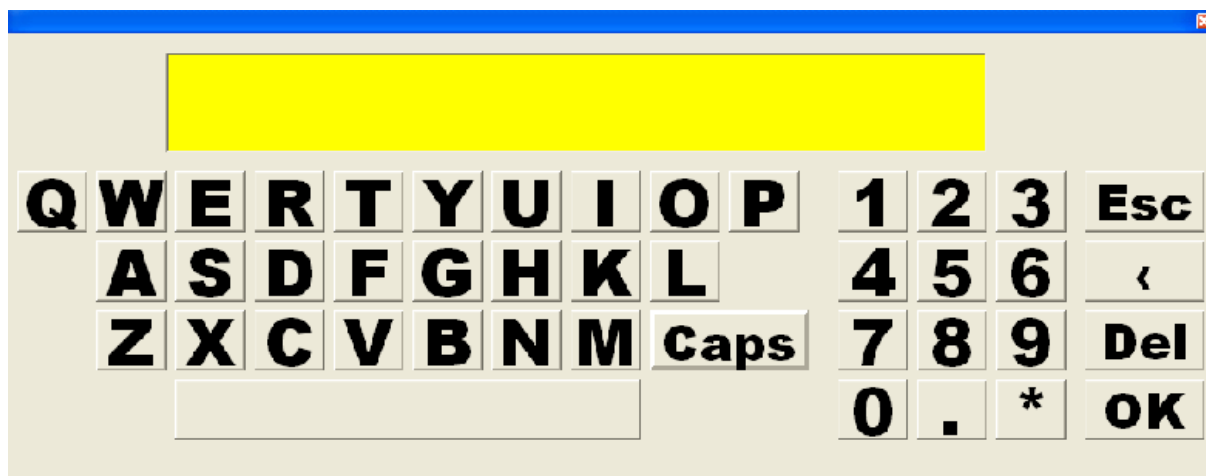 Q W E R T Y U I O P 1 2 3 Esc
A S D F G H K L 4 5 6 ‹
Z X C V B N M Caps 7 8 9 Del
0 . * OK